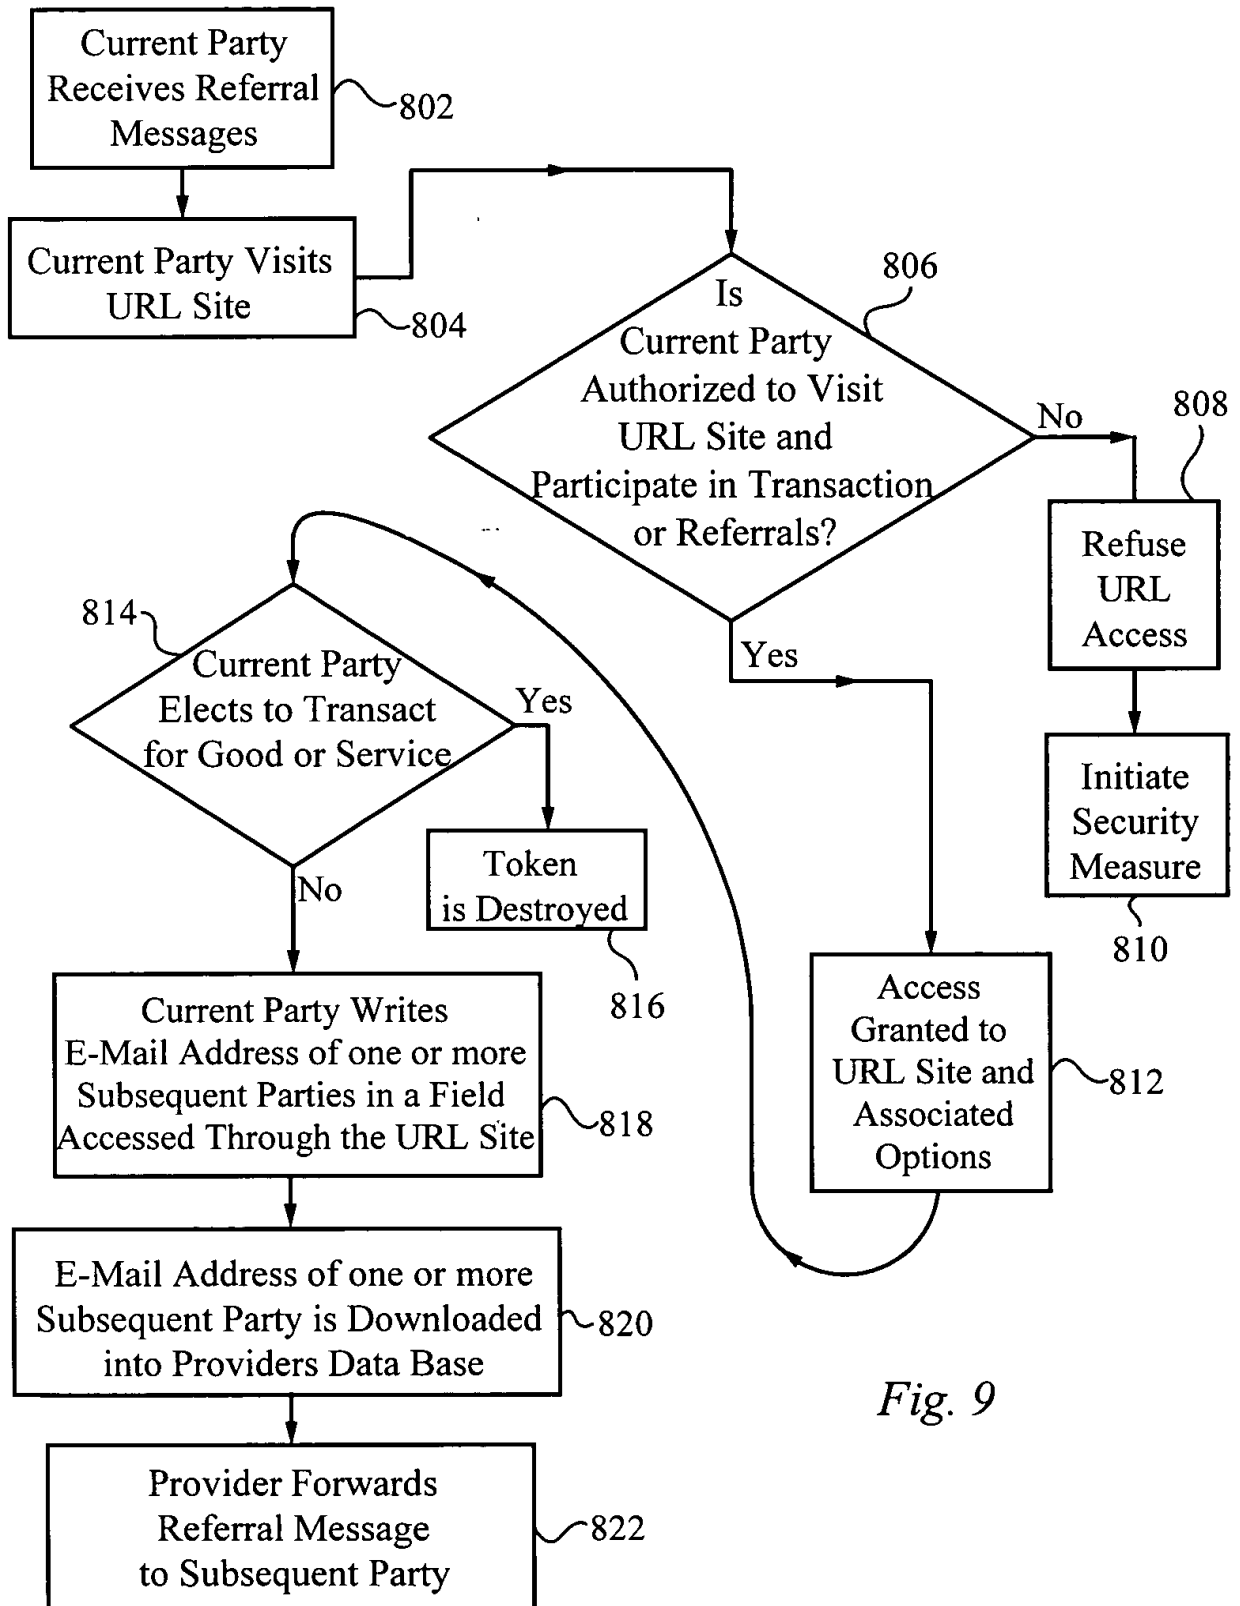 Current Party
Receives Referral
Messages
802
Current Party Visits
URL Site
804
806
Is
Current Party
Authorized to Visit
URL Site and
Participate in Transaction
or Referrals?
No
808
Refuse
URL
Access
Initiate
Security
Measure
810
Yes
Access
Granted to
URL Site and
Associated
Options
812
814
Current Party
Elects to Transact
for Good or Service
Yes
Token
is Destroyed
816
No
Current Party Writes
E-Mail Address of one or more
Subsequent Parties in a Field
Accessed Through the URL Site
818
E-Mail Address of one or more
Subsequent Party is Downloaded
into Providers Data Base
820
Provider Forwards
Referral Message
to Subsequent Party
822
Fig. 9